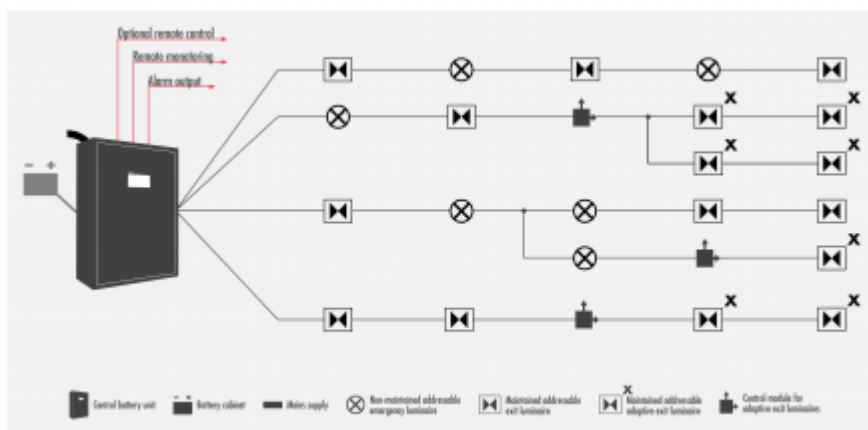 Optional remote control
Remote monotoring
Alarm output
- +
X X
X X
X
X X
- +
X
Central battery unit
Battery cabinet
Mains supply
Non-maintained addressable
emergency luminaire
Maintained addressable
exit luminaire
Maintained addressable
adaptive exit luminaire
Control module for
adaptive exit luminaires